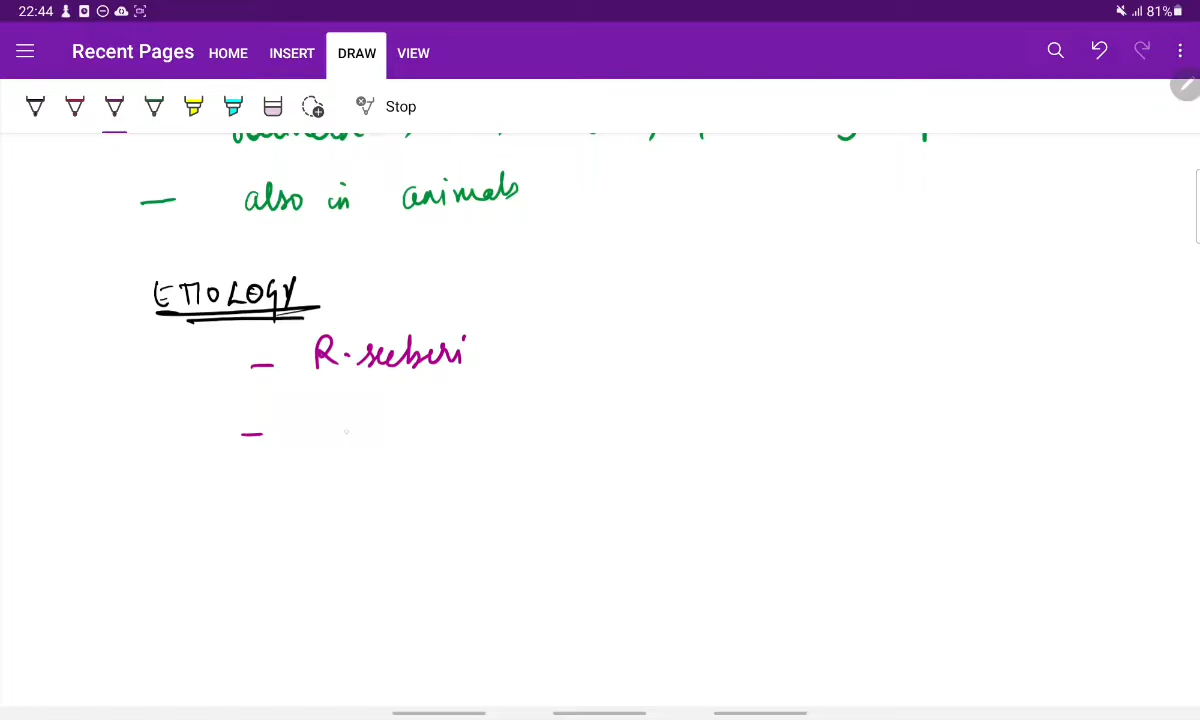 22:44 81%
Recent Pages HOME INSERT DRAW VIEW
Stop
— also in animals
ETIOLOGY
— R. seeberi
—